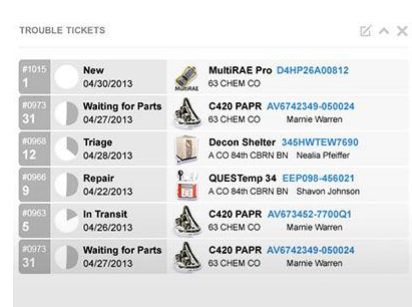 TROUBLE TICKETS
#1015 New MultiRAE Pro D4HP26A00812
1 04/30/2013 63 CHEM CO
MultiRAE
#0973 Waiting for Parts C420 PAPR AV6742349-050024
31 04/27/2013 63 CHEM CO Marnie Warren
#0968 Triage Decon Shelter 345HWTEW7690
12 04/28/2013 A CO 84th CBRN BN Nealia Pfeiffer
#0966 Repair QUESTemp 34 EEP098-456021
9 04/22/2013 A CO 84th CBRN BN Shavon Johnson
#0963 In Transit C420 PAPR AV673452-7700Q1
5 04/26/2013 63 CHEM CO Marnie Warren
#0973 Waiting for Parts C420 PAPR AV6742349-050024
31 04/27/2013 63 CHEM CO Marnie Warren